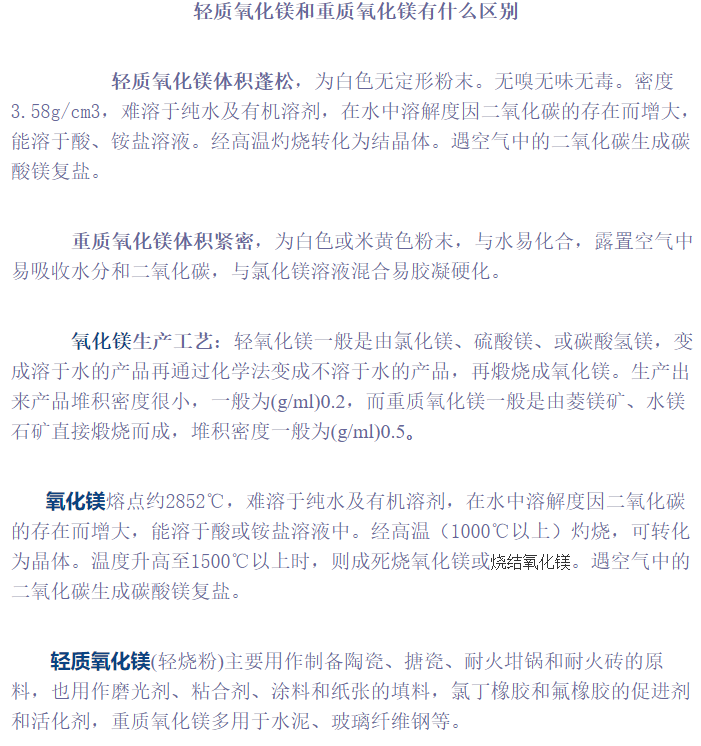 轻质氧化镁和重质氧化镁有什么区别
轻质氧化镁体积蓬松，为白色无定形粉末。无嗅无味无毒。密度
3.58g/cm3，难溶于纯水及有机溶剂，在水中溶解度因二氧化碳的存在而增大，
能溶于酸、铵盐溶液。经高温灼烧转化为结晶体。遇空气中的二氧化碳生成碳
酸镁复盐。
重质氧化镁体积紧密，为白色或米黄色粉末，与水易化合，露置空气中
易吸收水分和二氧化碳，与氯化镁溶液混合易胶凝硬化。
氧化镁生产工艺：轻氧化镁一般是由氯化镁、硫酸镁、或碳酸氢镁，变
成溶于水的产品再通过化学法变成不溶于水的产品，再煅烧成氧化镁。生产出
来产品堆积密度很小，一般为(g/ml)0.2，而重质氧化镁一般是由菱镁矿、水镁
石矿直接煅烧而成，堆积密度一般为(g/ml)0.5。
氧化镁熔点约2852℃，难溶于纯水及有机溶剂，在水中溶解度因二氧化碳
的存在而增大，能溶于酸或铵盐溶液中。经高温（1000℃以上）灼烧，可转化
为晶体。温度升高至1500℃以上时，则成死烧氧化镁或烧结氧化镁。遇空气中的
二氧化碳生成碳酸镁复盐。
轻质氧化镁(轻烧粉)主要用作制备陶瓷、搪瓷、耐火坩锅和耐火砖的原
料，也用作磨光剂、粘合剂、涂料和纸张的填料，氯丁橡胶和氟橡胶的促进剂
和活化剂，重质氧化镁多用于水泥、玻璃纤维钢等。